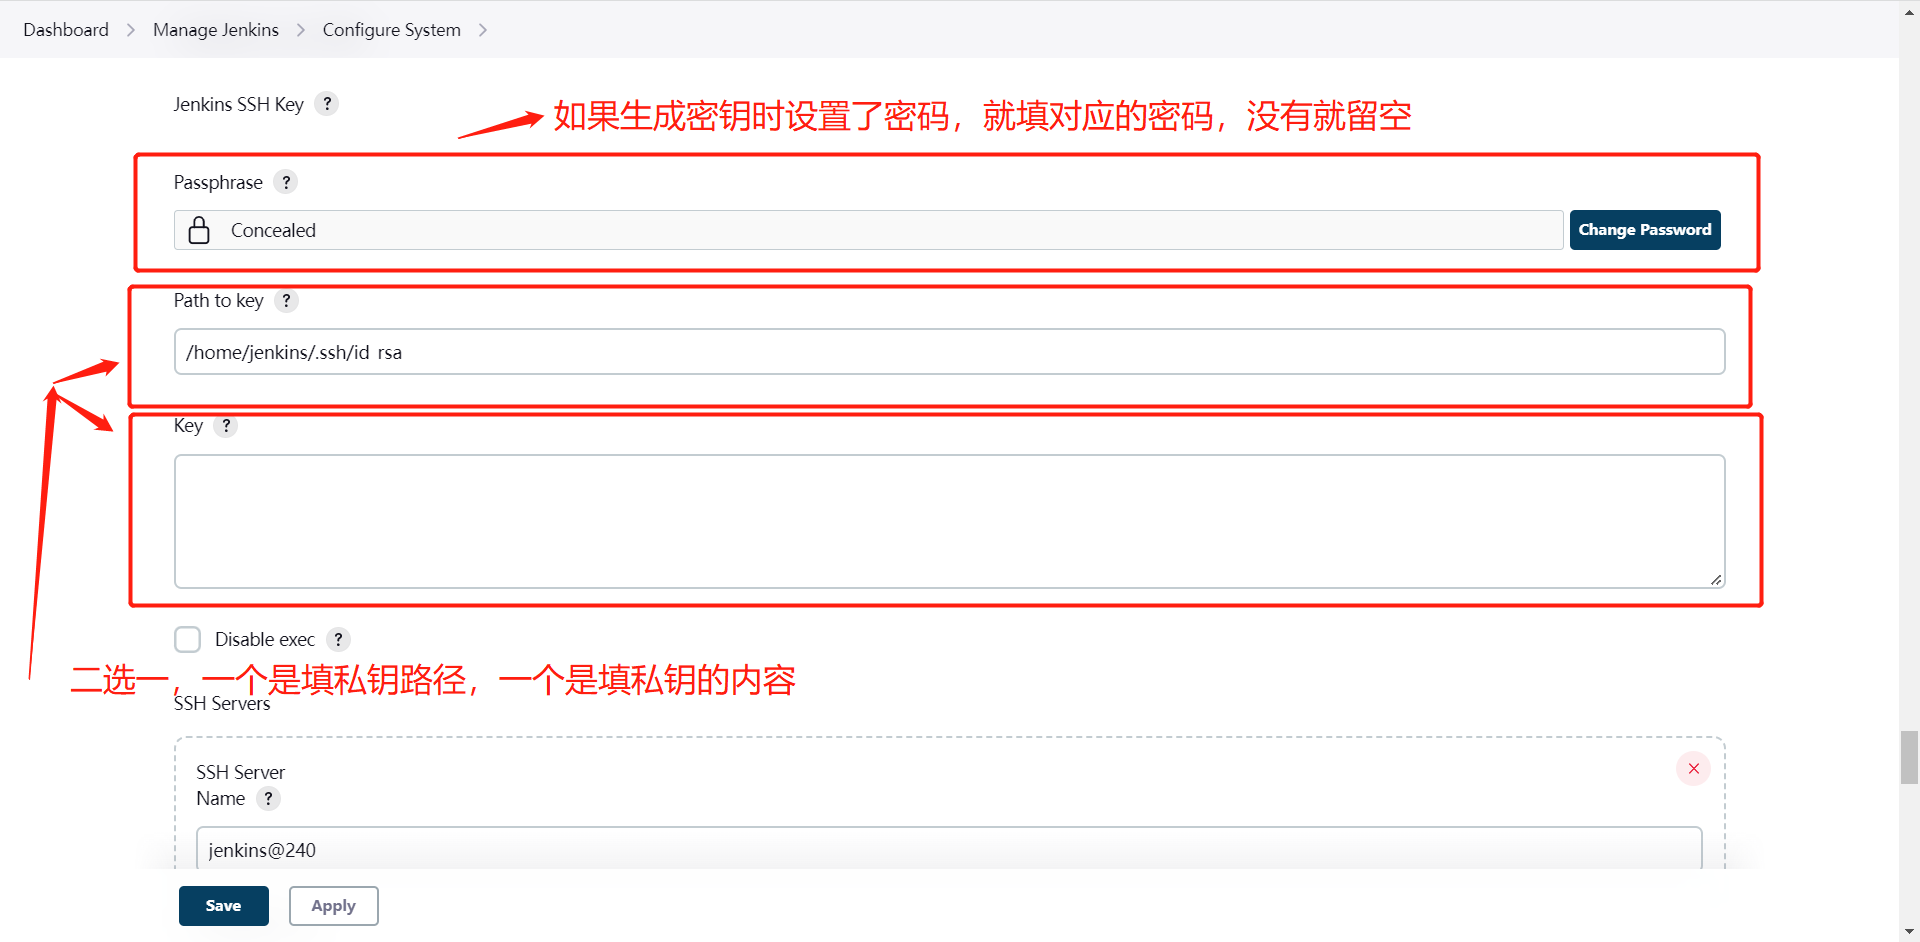 Dashboard > Manage Jenkins > Configure System >
Jenkins SSH Key ?
如果生成密钥时设置了密码，就填对应的密码，没有就留空
Passphrase ?
Concealed
Change Password
Path to key ?
/home/jenkins/.ssh/id_rsa
Key ?
Disable exec ?
二选一，一个是填私钥路径，一个是填私钥的内容
SSH Servers
SSH Server
Name ?
jenkins@240
Save
Apply